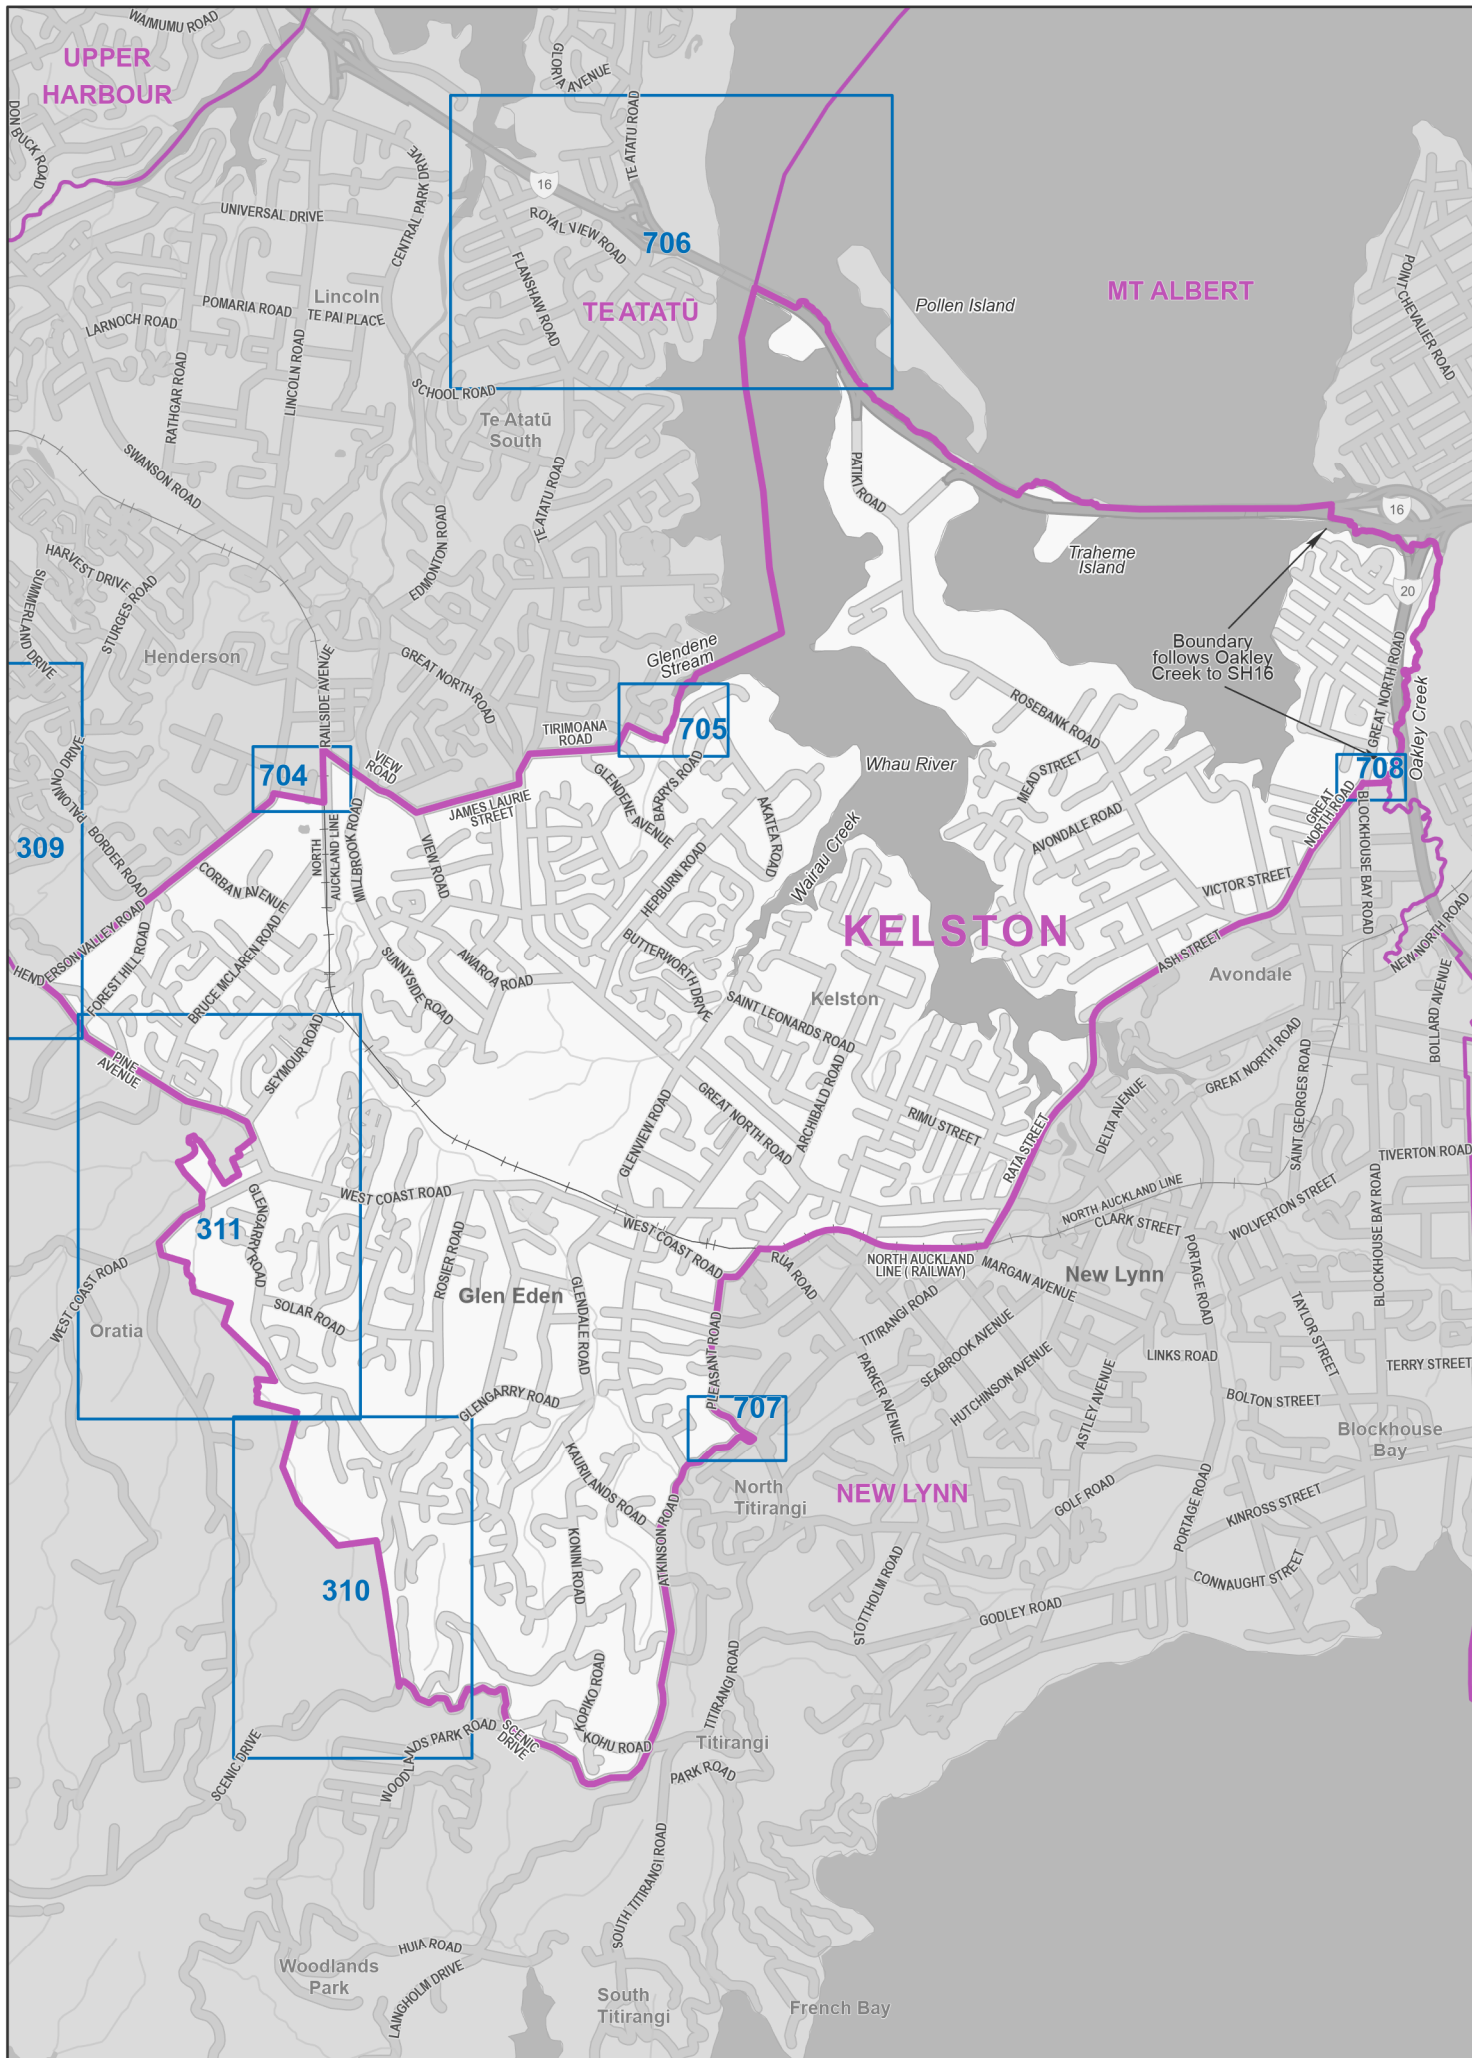 WAIMUMU ROAD
UPPER
HARBOUR
DON BUCK ROAD
GLORIA AVENUE
TE ATATU ROAD
16
CENTRAL PARK DRIVE
UNIVERSAL DRIVE
ROYAL VIEW ROAD
706
FLANSHAW ROAD
TE ATATŪ
Pollen Island
MT ALBERT
POINT CHEVALIER ROAD
Lincoln
POMARIA ROAD
TE PAI PLACE
LARNOCH ROAD
RATHGAR ROAD
LINCOLN ROAD
SCHOOL ROAD
Te Atatū
South
SWANSON ROAD
TE ATATU ROAD
PATIKI ROAD
16
EDMONTON ROAD
HARVEST DRIVE
SUMMERLAND DRIVE
STURGES ROAD
Traheme
Island
20
Henderson
RAILSIDE AVENUE
GREAT NORTH ROAD
Glendene
Stream
Boundary
follows Oakley
Creek to SH16
GREAT NORTH ROAD
Oakley Creek
ROSEBANK ROAD
TIRIMOANA
ROAD
705
704
VIEW
ROAD
PALOMINO DRIVE
Whau River
MEAD STREET
708
GLENDENE AVENUE
BARRYS ROAD
AKATEA ROAD
JAMES LAURIE
STREET
GREAT
NORTH ROAD
BLOCKHOUSE BAY ROAD
309
BORDER ROAD
NORTH
AUCKLAND LINE
MILLBROOK ROAD
VIEW ROAD
AVONDALE ROAD
Wairau Creek
CORBAN AVENUE
HEPBURN ROAD
VICTOR STREET
KELSTON
HENDERSON VALLEY ROAD
FOREST HILL ROAD
BRUCE MCLAREN ROAD
SUNNYSIDE ROAD
AWAROA ROAD
BUTTERWORTH DRIVE
ASH STREET
NEW NORTH ROAD
Avondale
Kelston
SAINT LEONARDS ROAD
BOLLARD AVENUE
SEYMOUR ROAD
PINE
AVENUE
GREAT NORTH ROAD
GREAT NORTH ROAD
ARCHIBALD ROAD
GLENVIEW ROAD
RIMU STREET
RATA STREET
DELTA AVENUE
SAINT GEORGES ROAD
TIVERTON ROAD
WEST COAST ROAD
NORTH AUCKLAND LINE
CLARK STREET
WOLVERTON STREET
BLOCKHOUSE BAY ROAD
GLENGARRY ROAD
311
WEST COAST ROAD
ROSIER ROAD
WEST COAST ROAD
RUA ROAD
NORTH AUCKLAND
LINE ( RAILWAY)
MARGAN AVENUE
New Lynn
PORTAGE ROAD
Glen Eden
GLENDALE ROAD
SOLAR ROAD
Oratia
PLEASANT ROAD
TITIRANGI ROAD
SEABROOK AVENUE
TAYLOR STREET
PARKER AVENUE
HUTCHINSON AVENUE
LINKS ROAD
TERRY STREET
GLENGARRY ROAD
707
ASTLEY AVENUE
BOLTON STREET
Blockhouse
Bay
KAURILANDS ROAD
North
Titirangi
NEW LYNN
GOLF ROAD
PORTAGE ROAD
KINROSS STREET
ATKINSON ROAD
KONINI ROAD
310
STOTTHOLM ROAD
CONNAUGHT STREET
GODLEY ROAD
KOPIKO ROAD
TITIRANGI ROAD
SCENIC DRIVE
WOODLANDS PARK ROAD
SCENIC
DRIVE
KOHU ROAD
Titirangi
PARK ROAD
SOUTH TITIRANGI ROAD
HUIA ROAD
Woodlands
Park
LAINGHOLM DRIVE
South
Titirangi
French Bay